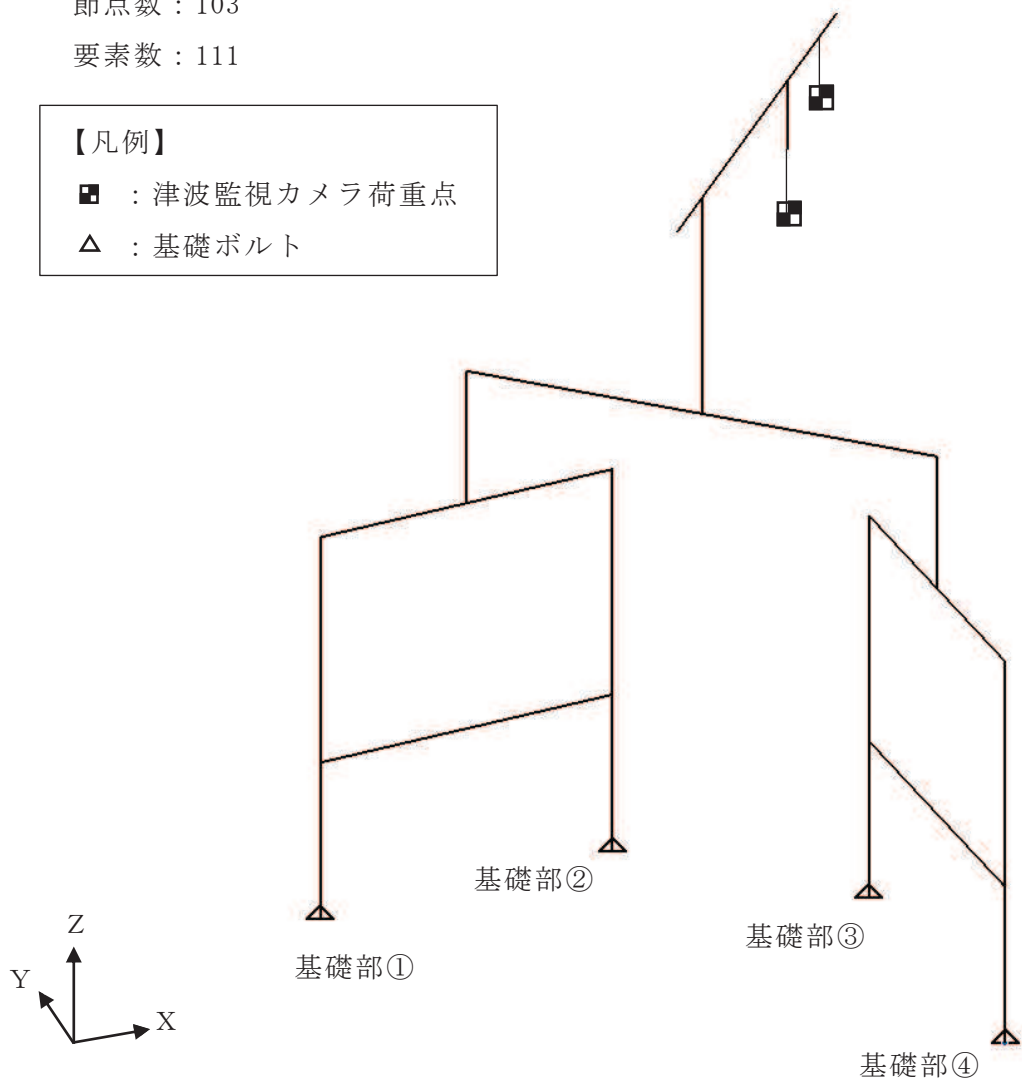 節点数：103
要素数：111
【凡例】
：津波監視カメラ荷重点
：基礎ボルト
基礎部②
基礎部③
基礎部①
基礎部④
Z
Y
X